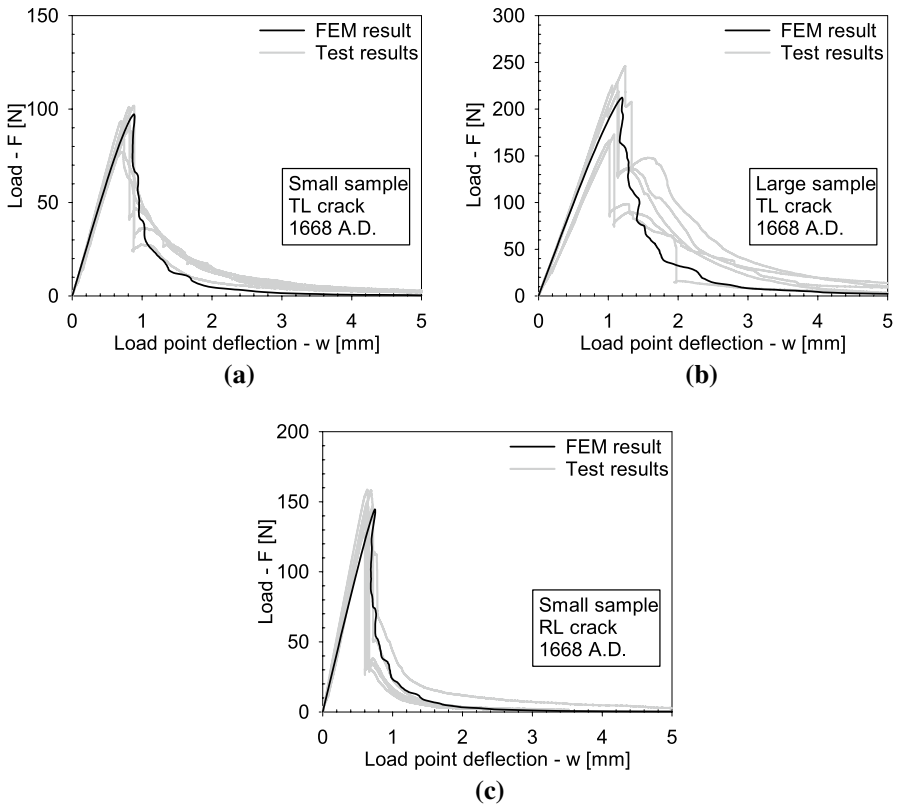 150
100
50
0
Load - F [N]
FEM result
Test results
Small sample
TL crack
1668 A.D.
0 1 2 3 4 5
Load point deflection - w [mm]
(a)
300
250
200
150
100
50
0
Load - F [N]
FEM result
Test results
Large sample
TL crack
1668 A.D.
0 1 2 3 4 5
Load point deflection - w [mm]
(b)
200
150
100
50
0
Load - F [N]
FEM result
Test results
Small sample
RL crack
1668 A.D.
0 1 2 3 4 5
Load point deflection - w [mm]
(c)